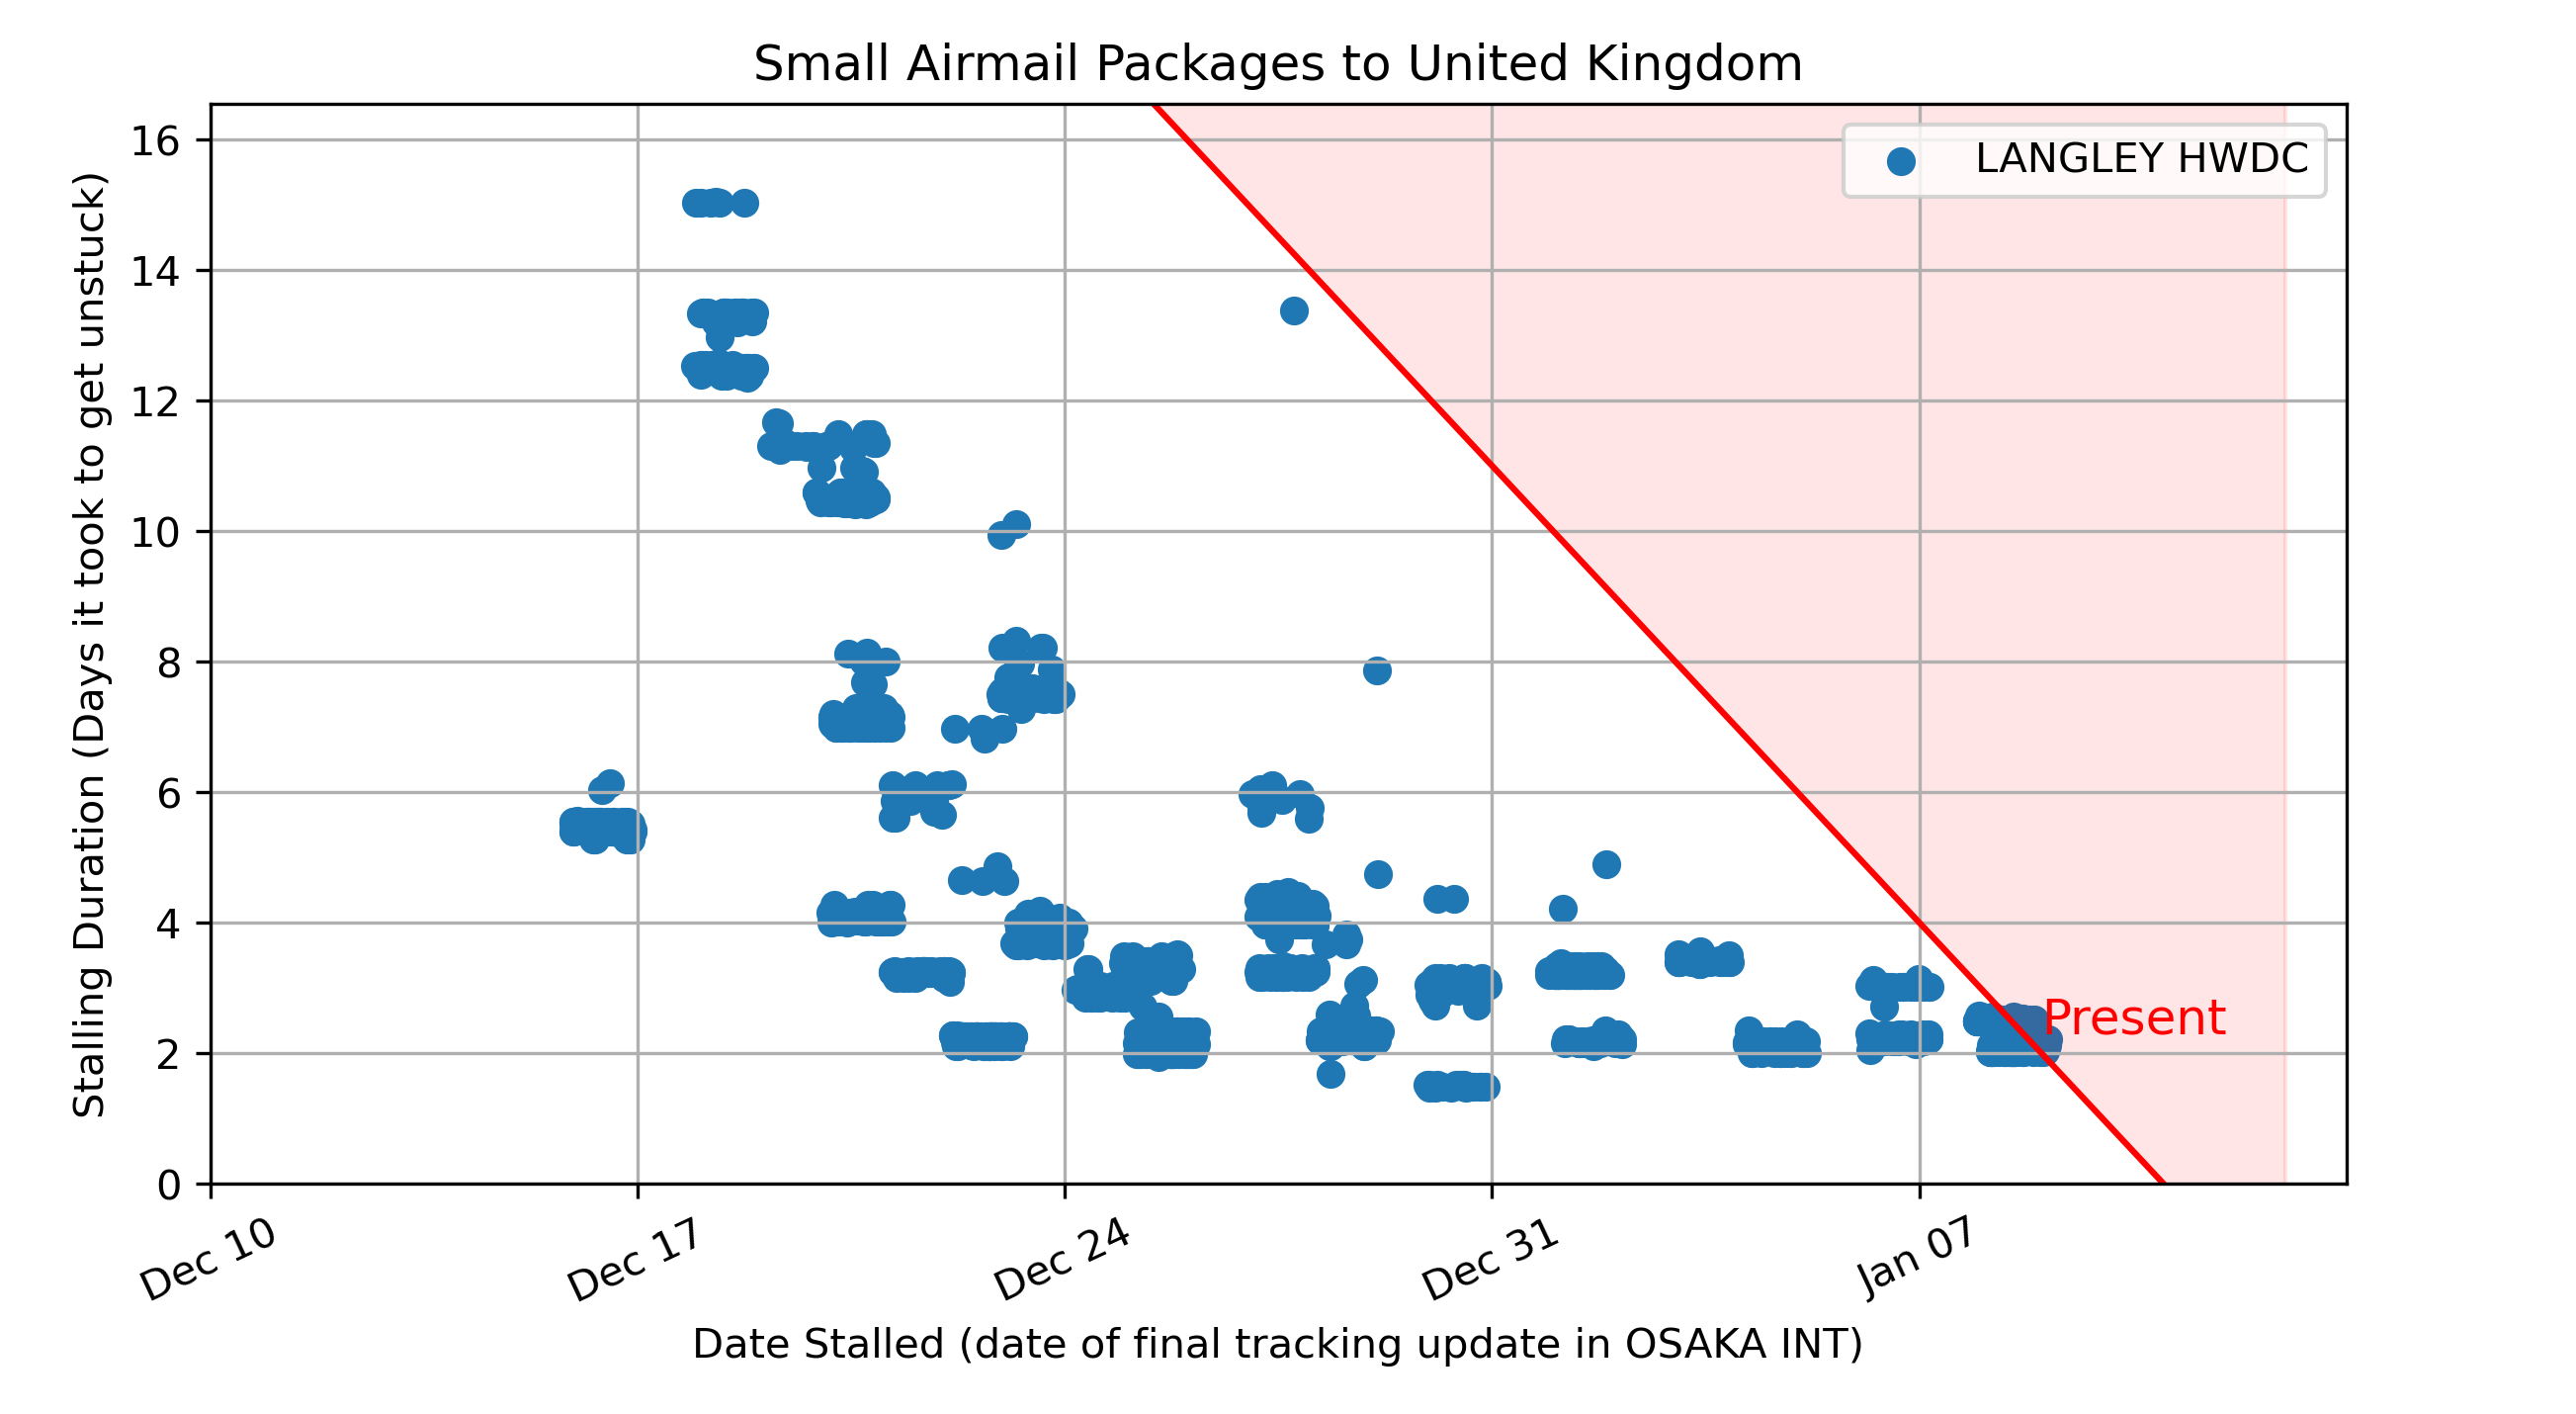 Small Airmail Packages to United Kingdom
LANGLEY HWDC
Stalling Duration (Days it took to get unstuck)
16
14
12
10
8
6
4
2
0
Present
Dec 10
Dec 17
Dec 24
Dec 31
Jan 07
Date Stalled (date of final tracking update in OSAKA INT)